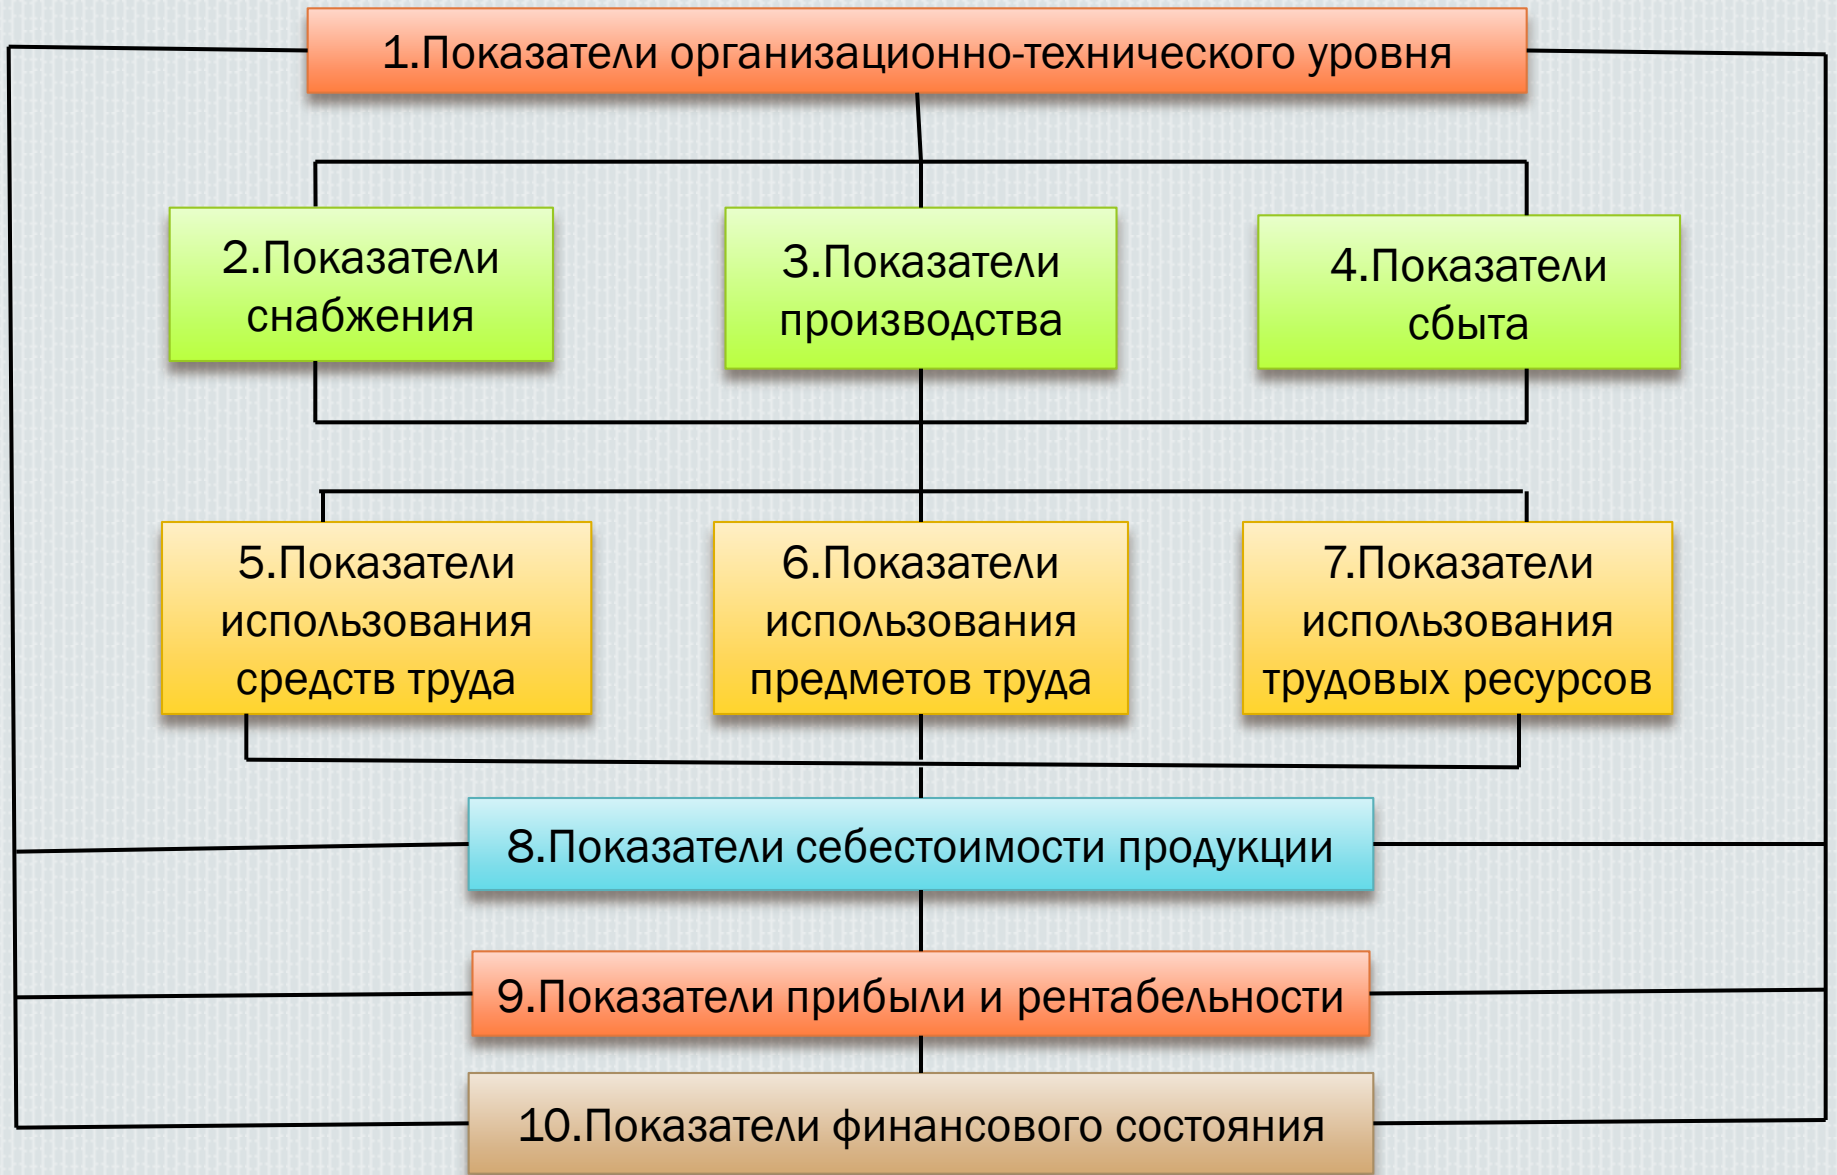 1.Показатели организационно-технического уровня
2.Показатели
снабжения
3.Показатели
производства
4.Показатели
сбыта
5.Показатели
использования
средств труда
6.Показатели
использования
предметов труда
7.Показатели
использования
трудовых ресурсов
8.Показатели себестоимости продукции
9.Показатели прибыли и рентабельности
10.Показатели финансового состояния